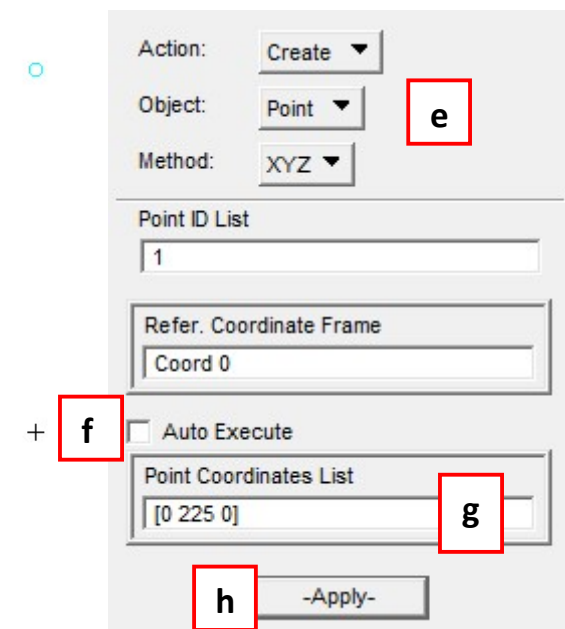 Action: Create
Object: Point e
Method: XYZ
Point ID List
1
Refer. Coordinate Frame
Coord 0
+ f Auto Execute
Point Coordinates List
[0 225 0] g
h -Apply-